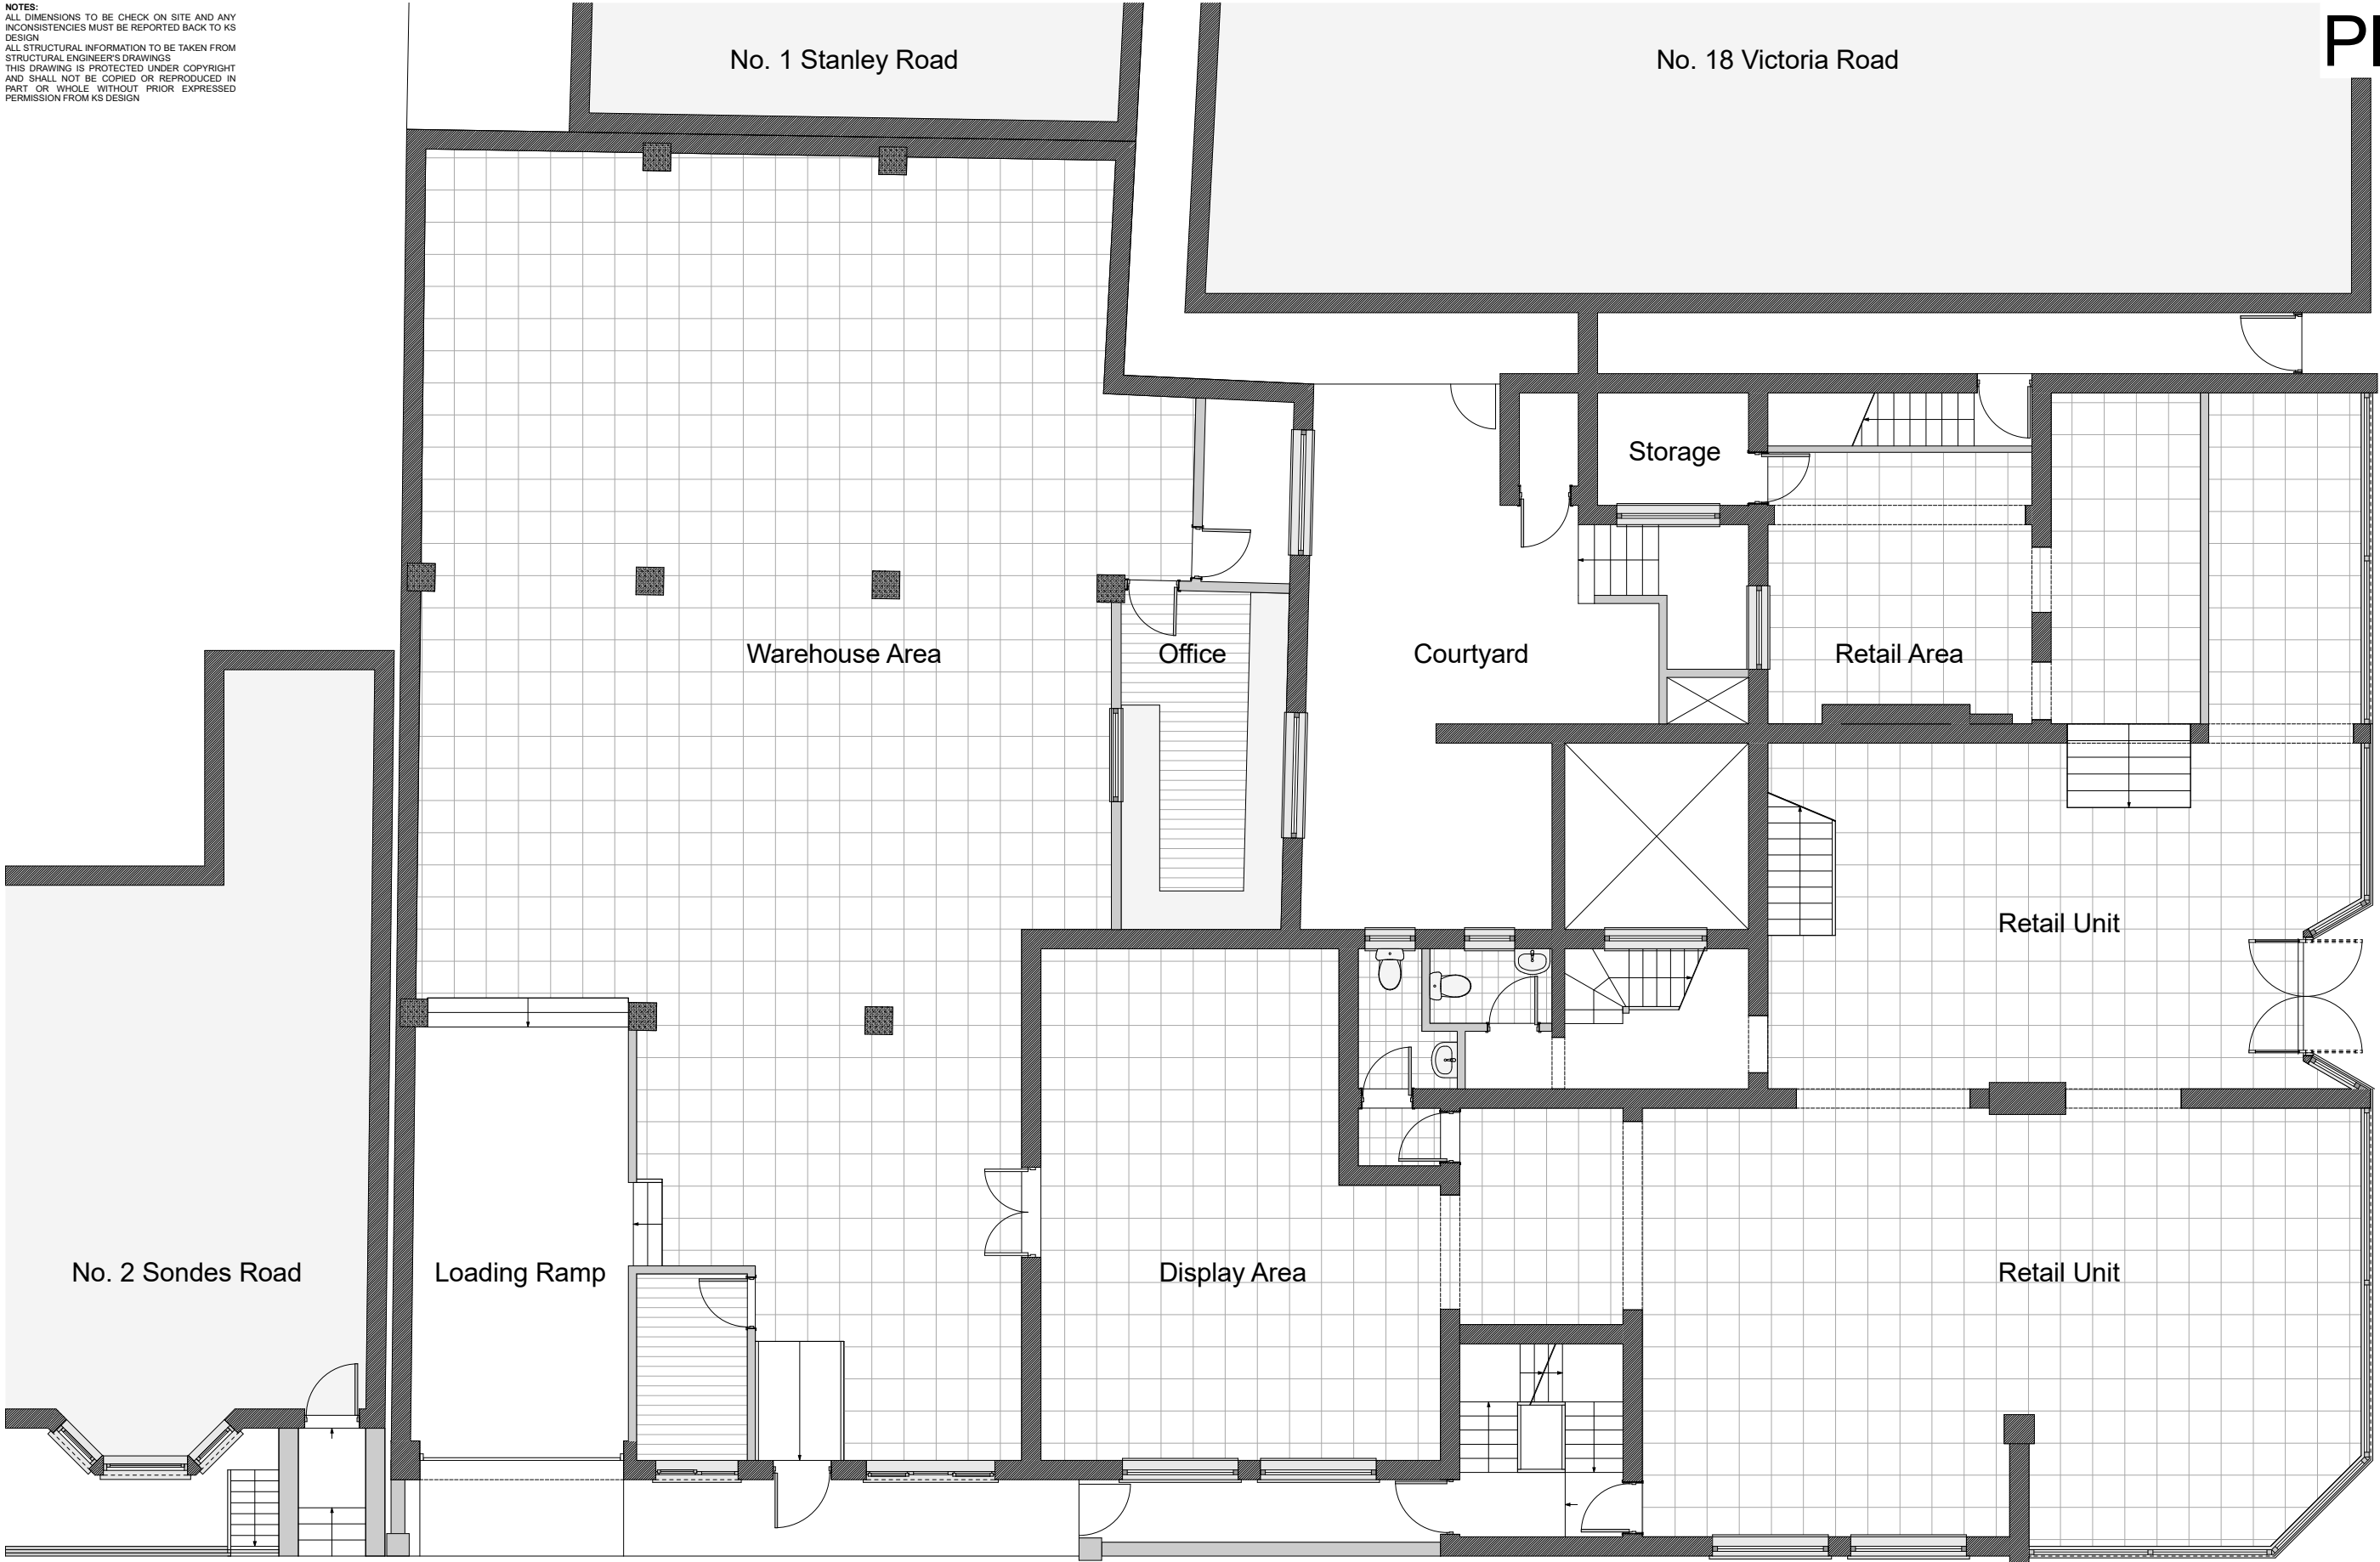 NOTES:
ALL DIMENSIONS TO BE CHECK ON SITE AND ANY
INCONSISTENCIES MUST BE REPORTED BACK TO KS
DESIGN
ALL STRUCTURAL INFORMATION TO BE TAKEN FROM
STRUCTURAL ENGINEER'S DRAWINGS
THIS DRAWING IS PROTECTED UNDER COPYRIGHT
AND SHALL NOT BE COPIED OR REPRODUCED IN
PART OR WHOLE WITHOUT PRIOR EXPRESSED
PERMISSION FROM KS DESIGN
No. 1 Stanley Road
No. 18 Victoria Road
Storage
Warehouse Area
Office
Courtyard
Retail Area
Retail Unit
No. 2 Sondes Road
Loading Ramp
Display Area
Retail Unit